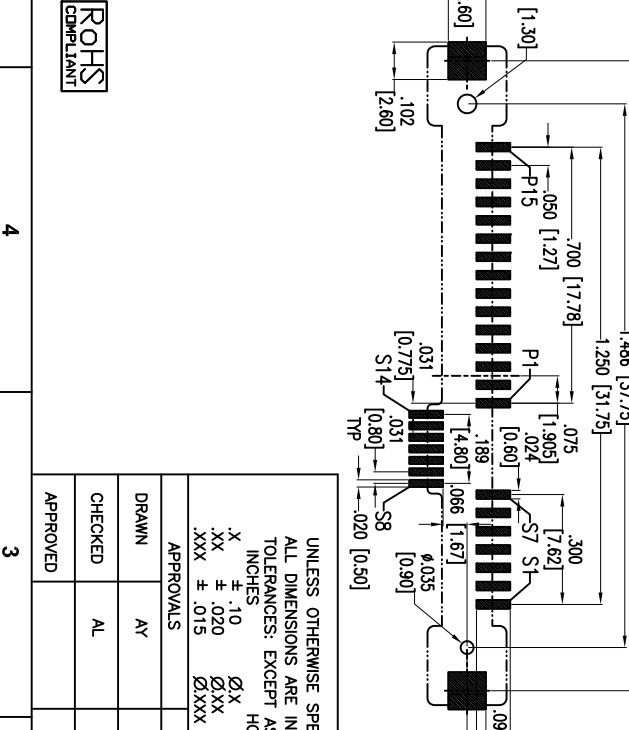 RoHS
COMPLIANT
4
3
.60]
[1.30]
.102
[2.60]
P15
.050 [1.27]
.700 [17.78]
1.250 [31.75]
P1
.031
[0.775]
S14
.031
[0.80]
TYP
.189
[4.80]
S8
.020 [0.50]
.066 [1.67]
.075
[1.905]
.024
[0.60]
S7
S1
.300
[7.62]
ø.035
[0.90]
.09
UNLESS OTHERWISE SPE
ALL DIMENSIONS ARE IN
TOLERANCES: EXCEPT AS
INCHES HO
.X ± .10 Ø.X
.XX ± .020 Ø.XX
.XXX ± .015 Ø.XXX
APPROVALS
DRAWN AY
CHECKED AL
APPROVED